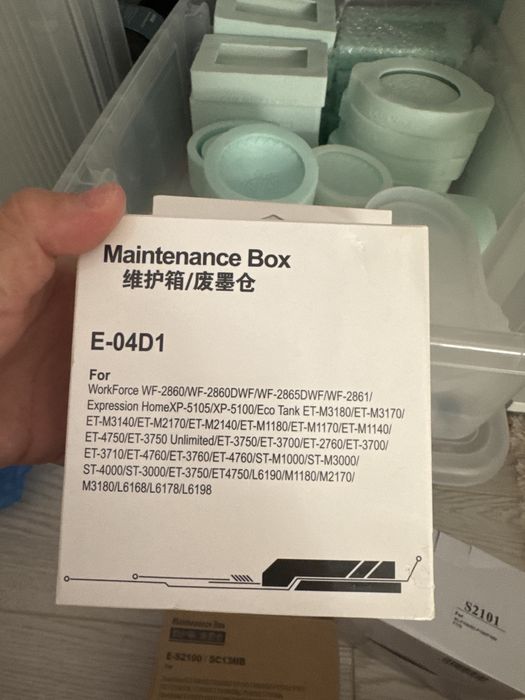 Maintenance Box
维护箱/废墨仓
E-04D1
For
WorkForce WF-2860/WF-2860DWF/WF-2865DWF/WF-2861/
Expression HomeXP-5105/XP-5100/Eco Tank ET-M3180/ET-M3170/
ET-M3140/ET-M2170/ET-M2140/ET-M1180/ET-M1170/ET-M1140/
ET-4750/ET-3750 Unlimited/ET-3750/ET-3700/ET-2760/ET-3700/
ET-3710/ET-4760/ET-3760/ET-4760/ST-M1000/ST-M3000/
ST-4000/ST-3000/ET-3750/ET4750/L6190/M1180/M2170/
M3180/L6168/L6178/L6198
Maintenance Box
E-S2100 / SC13MB
S2101
For